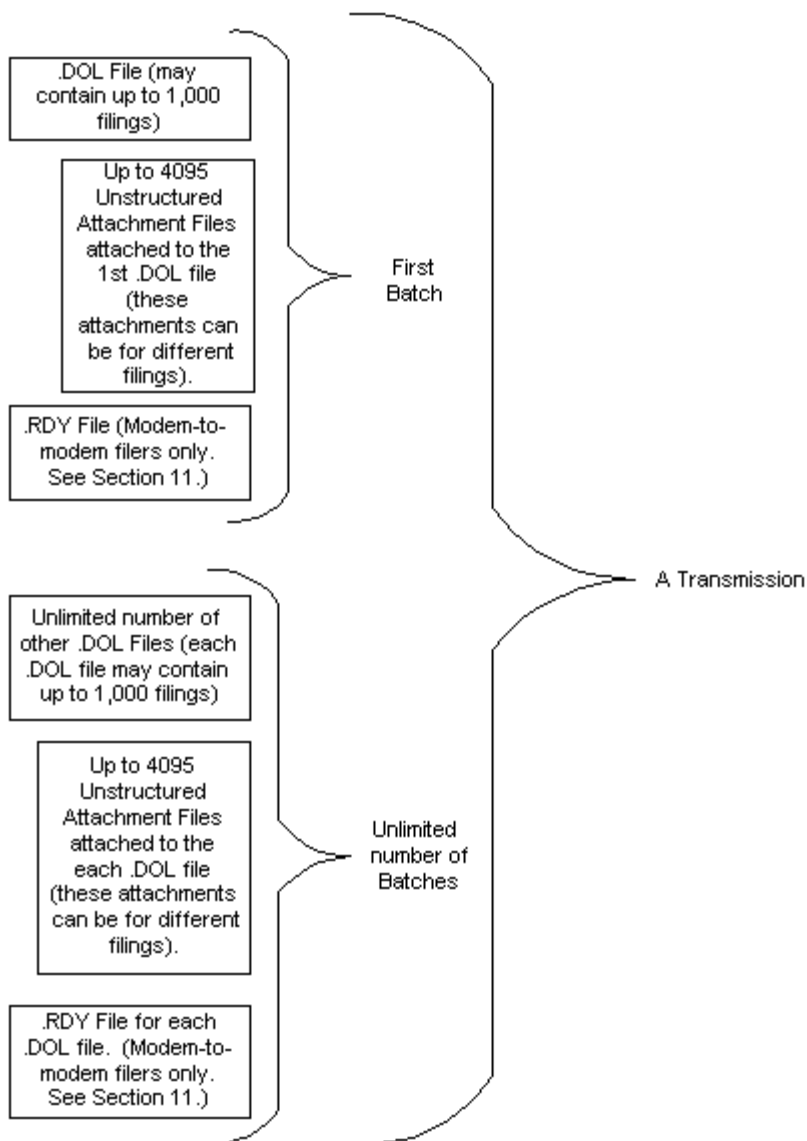 .DOL File (may
contain up to 1,000
filings)
Up to 4095
Unstructured
Attachment Files
attached to the
1st .DOL file
(these
attachments can
be for different
filings).
.RDY File (Modem-to-
modem filers only.
See Section 11.)
First
Batch
Unlimited number of
other .DOL Files (each
.DOL file may contain
up to 1,000 filings)
Up to 4095
Unstructured
Attachment Files
attached to the
each .DOL file
(these attachments
can be for different
filings).
.RDY File for each
.DOL file. (Modem-to-
modem filers only.
See Section 11.)
Unlimited
number of
Batches
A Transmission